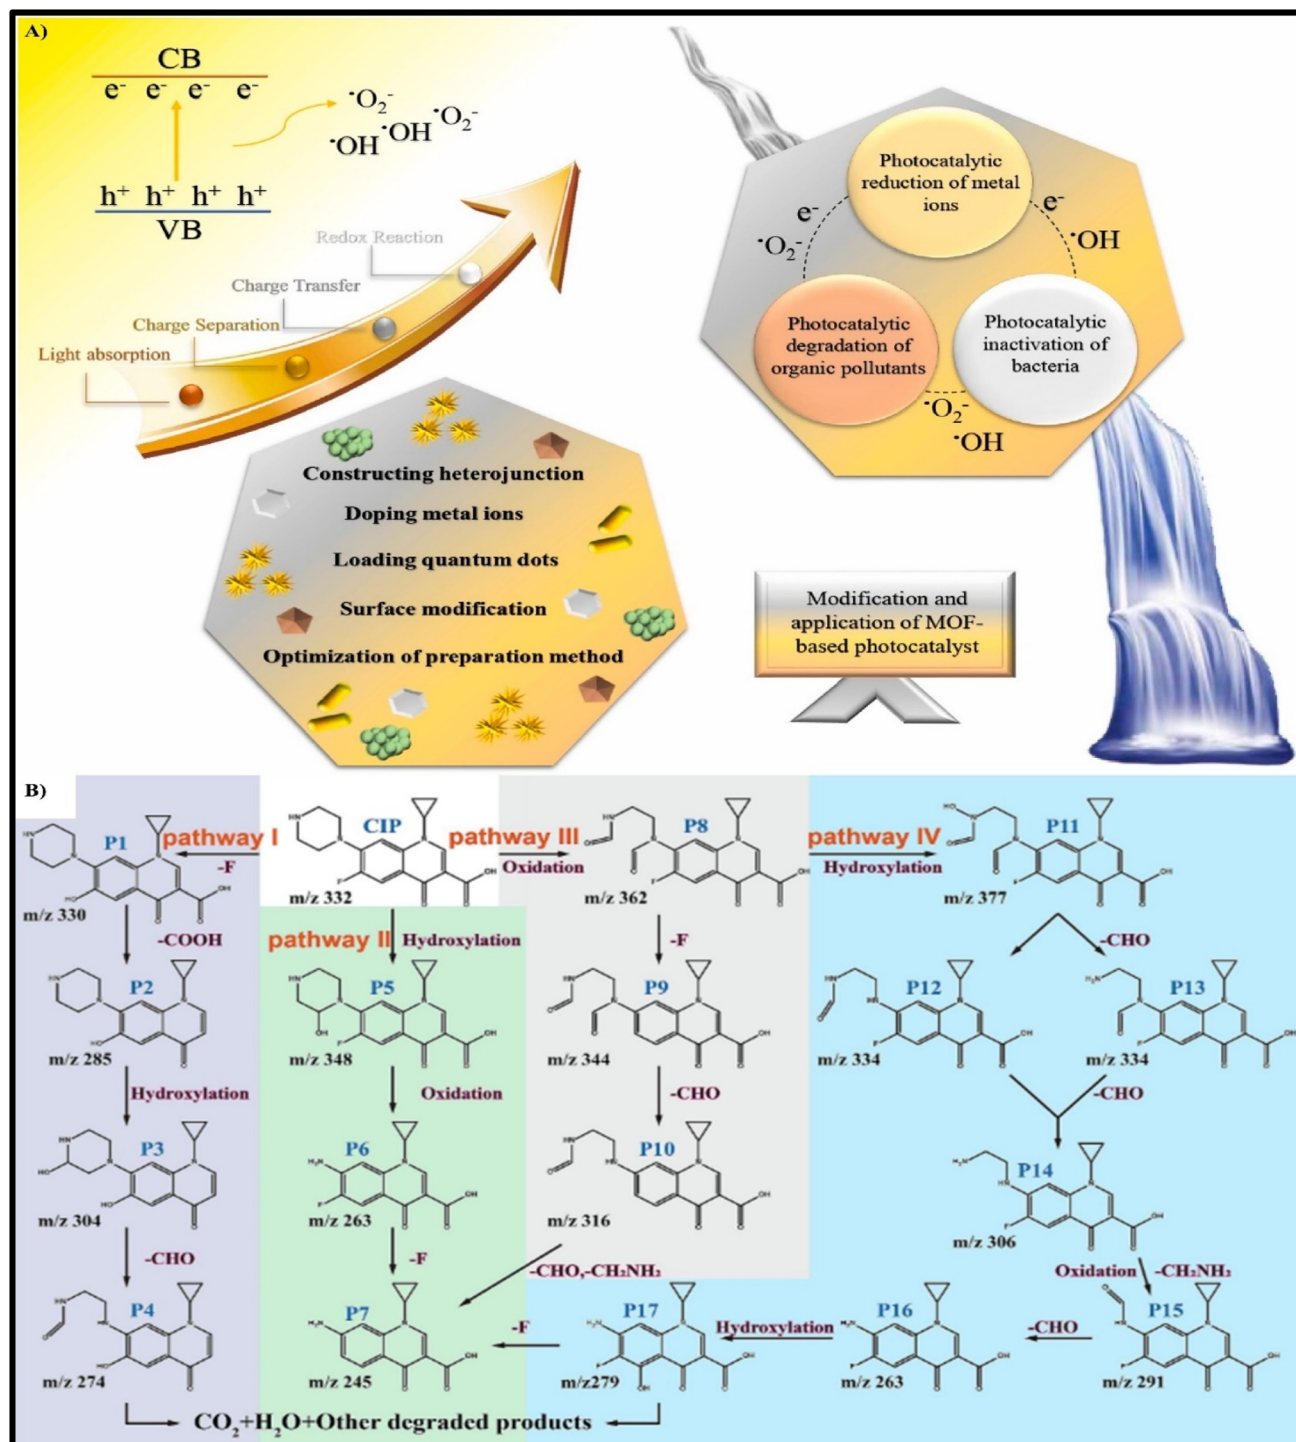 A)
CB
e⁻ e⁻ e⁻ e⁻
h⁺ h⁺ h⁺ h⁺
VB
·O₂⁻
·OH ·OH ·O₂⁻
Redox Reaction
Charge Transfer
Charge Separation
Light absorption
Constructing heterojunction
Doping metal ions
Loading quantum dots
Surface modification
Optimization of preparation method
Photocatalytic
reduction of metal
ions
e⁻
·O₂⁻
e⁻
·OH
Photocatalytic
degradation of
organic pollutants
Photocatalytic
inactivation of
bacteria
·O₂⁻
·OH
Modification and
application of MOF-
based photocatalyst
B)
P1
m/z 330
pathway I
-F
CIP
m/z 332
pathway III
Oxidation
P8
m/z 362
pathway IV
Hydroxylation
P11
m/z 377
-COOH
pathway II
Hydroxylation
-F
-CHO
P2
m/z 285
P5
m/z 348
P9
m/z 344
P12
m/z 334
P13
m/z 334
Hydroxylation
Oxidation
-CHO
-CHO
P3
m/z 304
P6
m/z 263
P10
m/z 316
P14
m/z 306
-CHO
-F
-CHO,-CH₂NH₂
Oxidation
-CH₂NH₂
P4
m/z 274
P7
m/z 245
-F
P17
m/z279
Hydroxylation
P16
m/z 263
-CHO
P15
m/z 291
CO₂+H₂O+Other degraded products